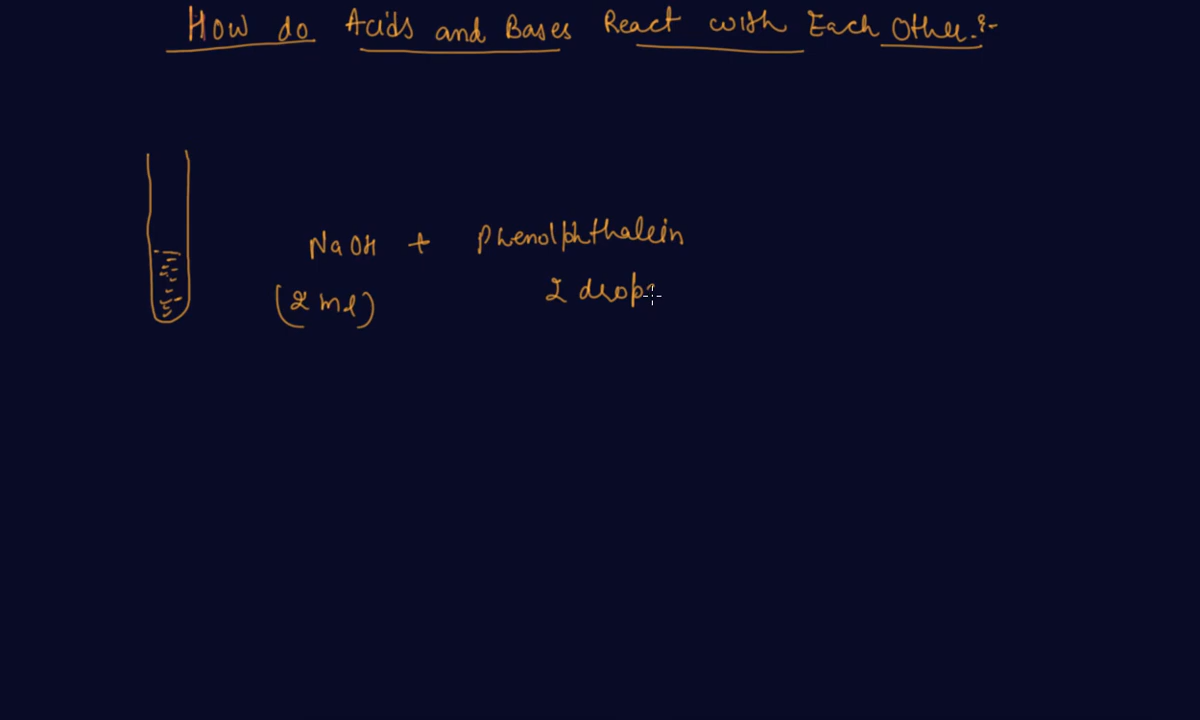 How do Acids and Bases React with Each Other.?-
NaOH + Phenolphthalein
(2 ml) 2 drops